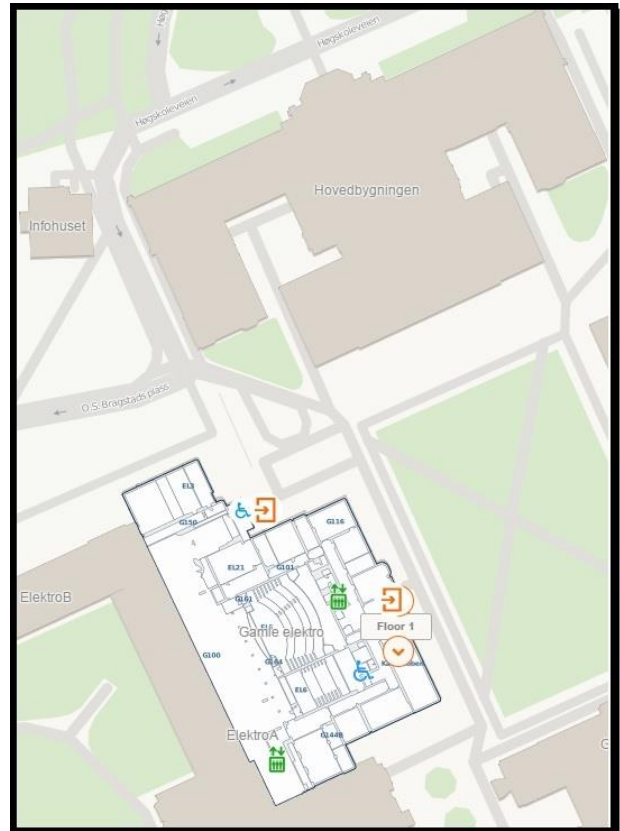 Høgskoleveien
Høgskoleveien
Hovedbygningen
Infohuset
O.S. Bragstads plass
EL3
G150
G116
EL21
G101
ElektroB
G161
Floor 1
Gamle elektro
G164
G100
EL6
ElektroA
G144B